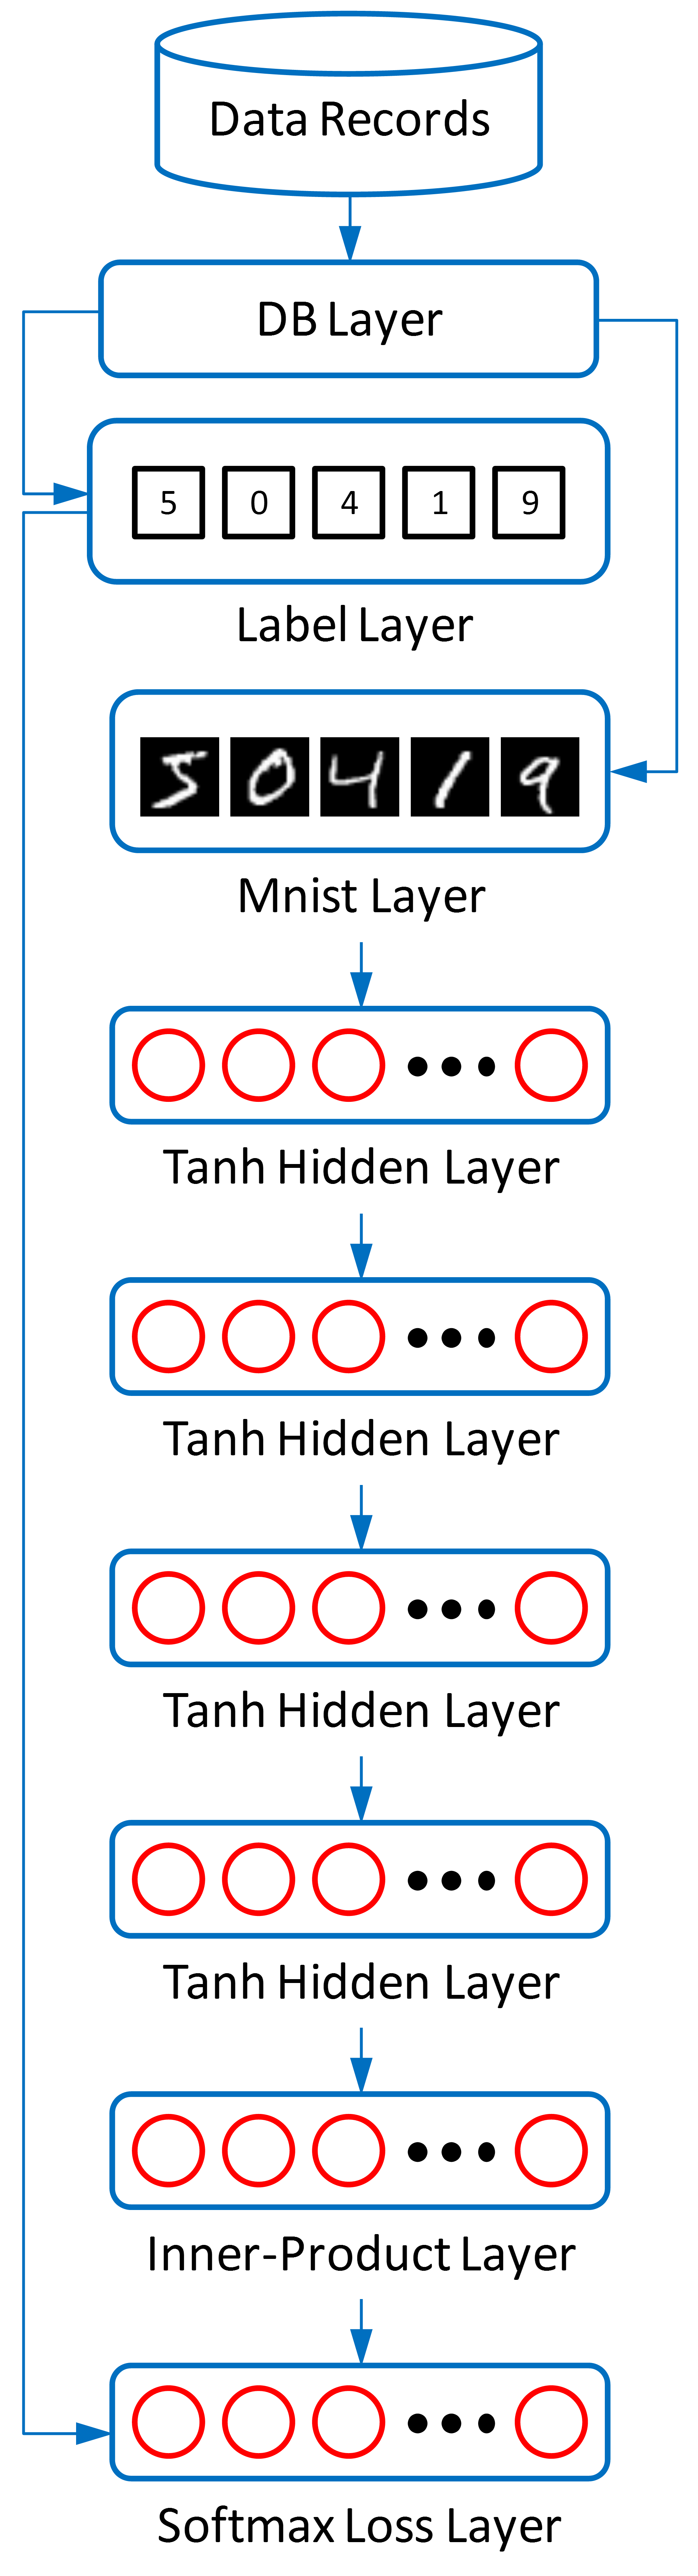 Data Records
DB Layer
5 0 4 1 9
Label Layer
5 0 4 1 9
Mnist Layer
Tanh Hidden Layer
Tanh Hidden Layer
Tanh Hidden Layer
Tanh Hidden Layer
Inner-Product Layer
Softmax Loss Layer